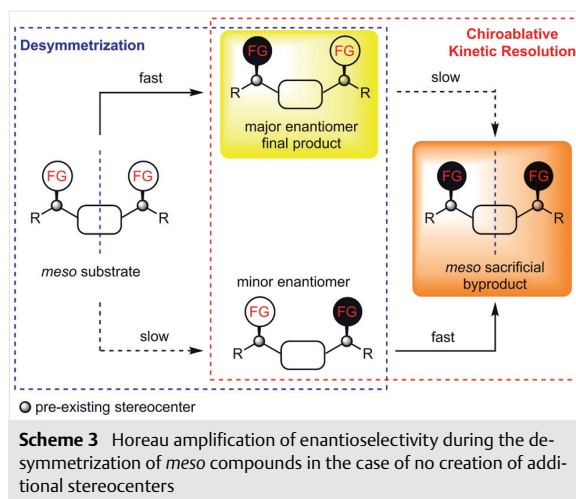 Desymmetrization
Chiroablative
Kinetic Resolution
FG
FG
fast
slow
R
R
major enantiomer
final product
FG
FG
FG
FG
R
R
R
R
meso substrate
minor enantiomer
meso sacrificial
byproduct
FG
FG
slow
fast
R
R
pre-existing stereocenter
Scheme 3 Horeau amplification of enantioselectivity during the de-
symmetrization of meso compounds in the case of no creation of addi-
tional stereocenters